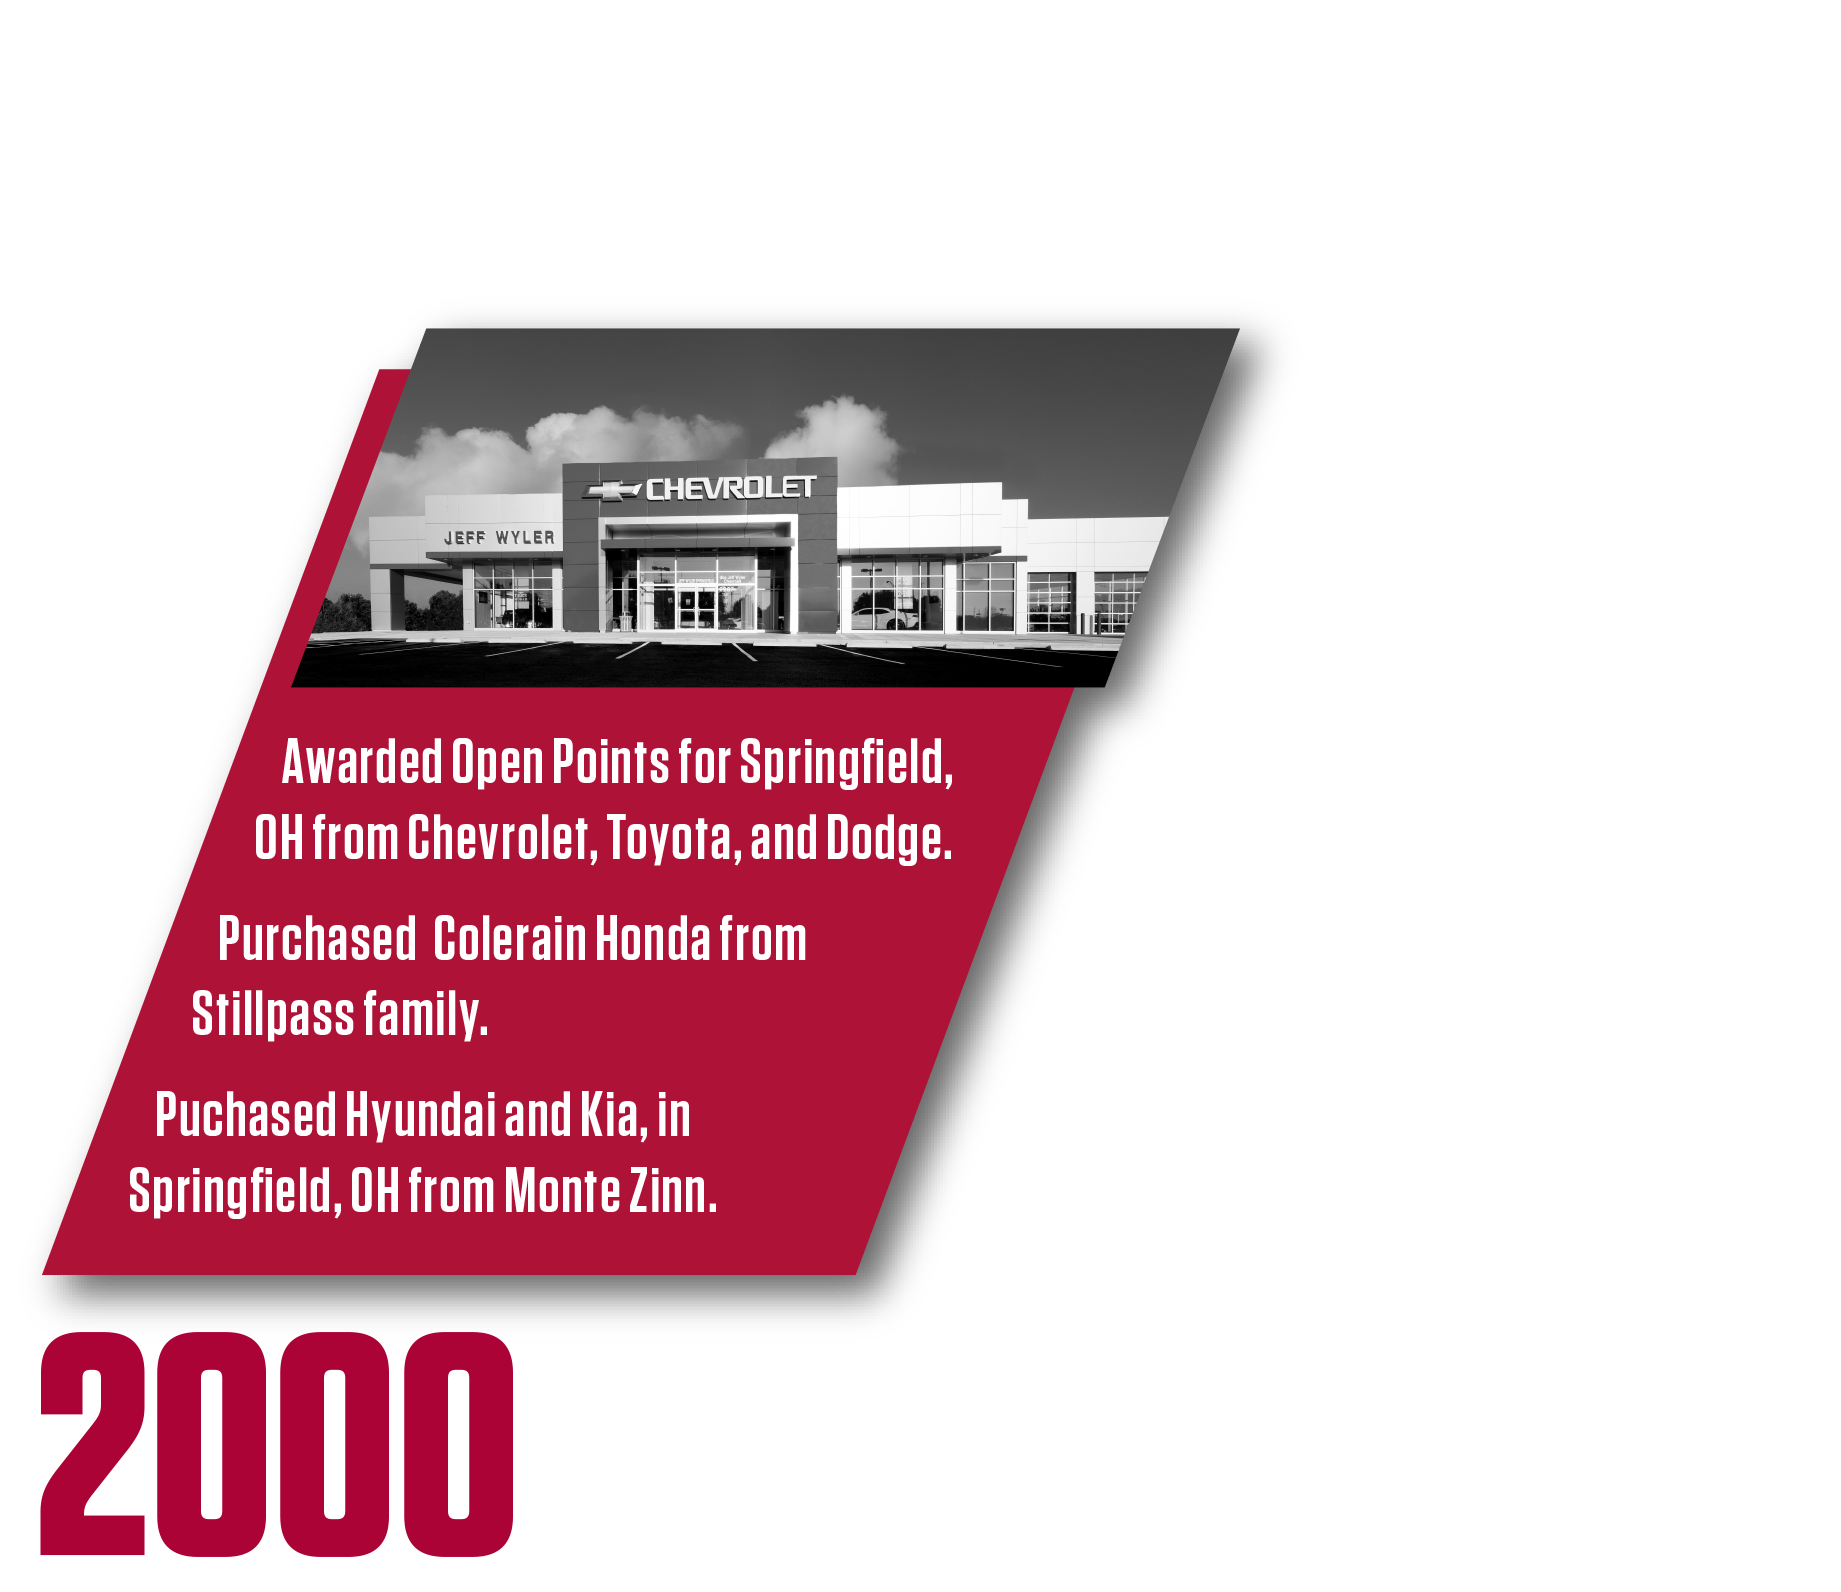 CHEVROLET
JEFF WYLER
Awarded Open Points for Springfield,
OH from Chevrolet, Toyota, and Dodge.
Purchased  Colerain Honda from
Stillpass family.
Puchased Hyundai and Kia, in
Springfield, OH from Monte Zinn.
2000